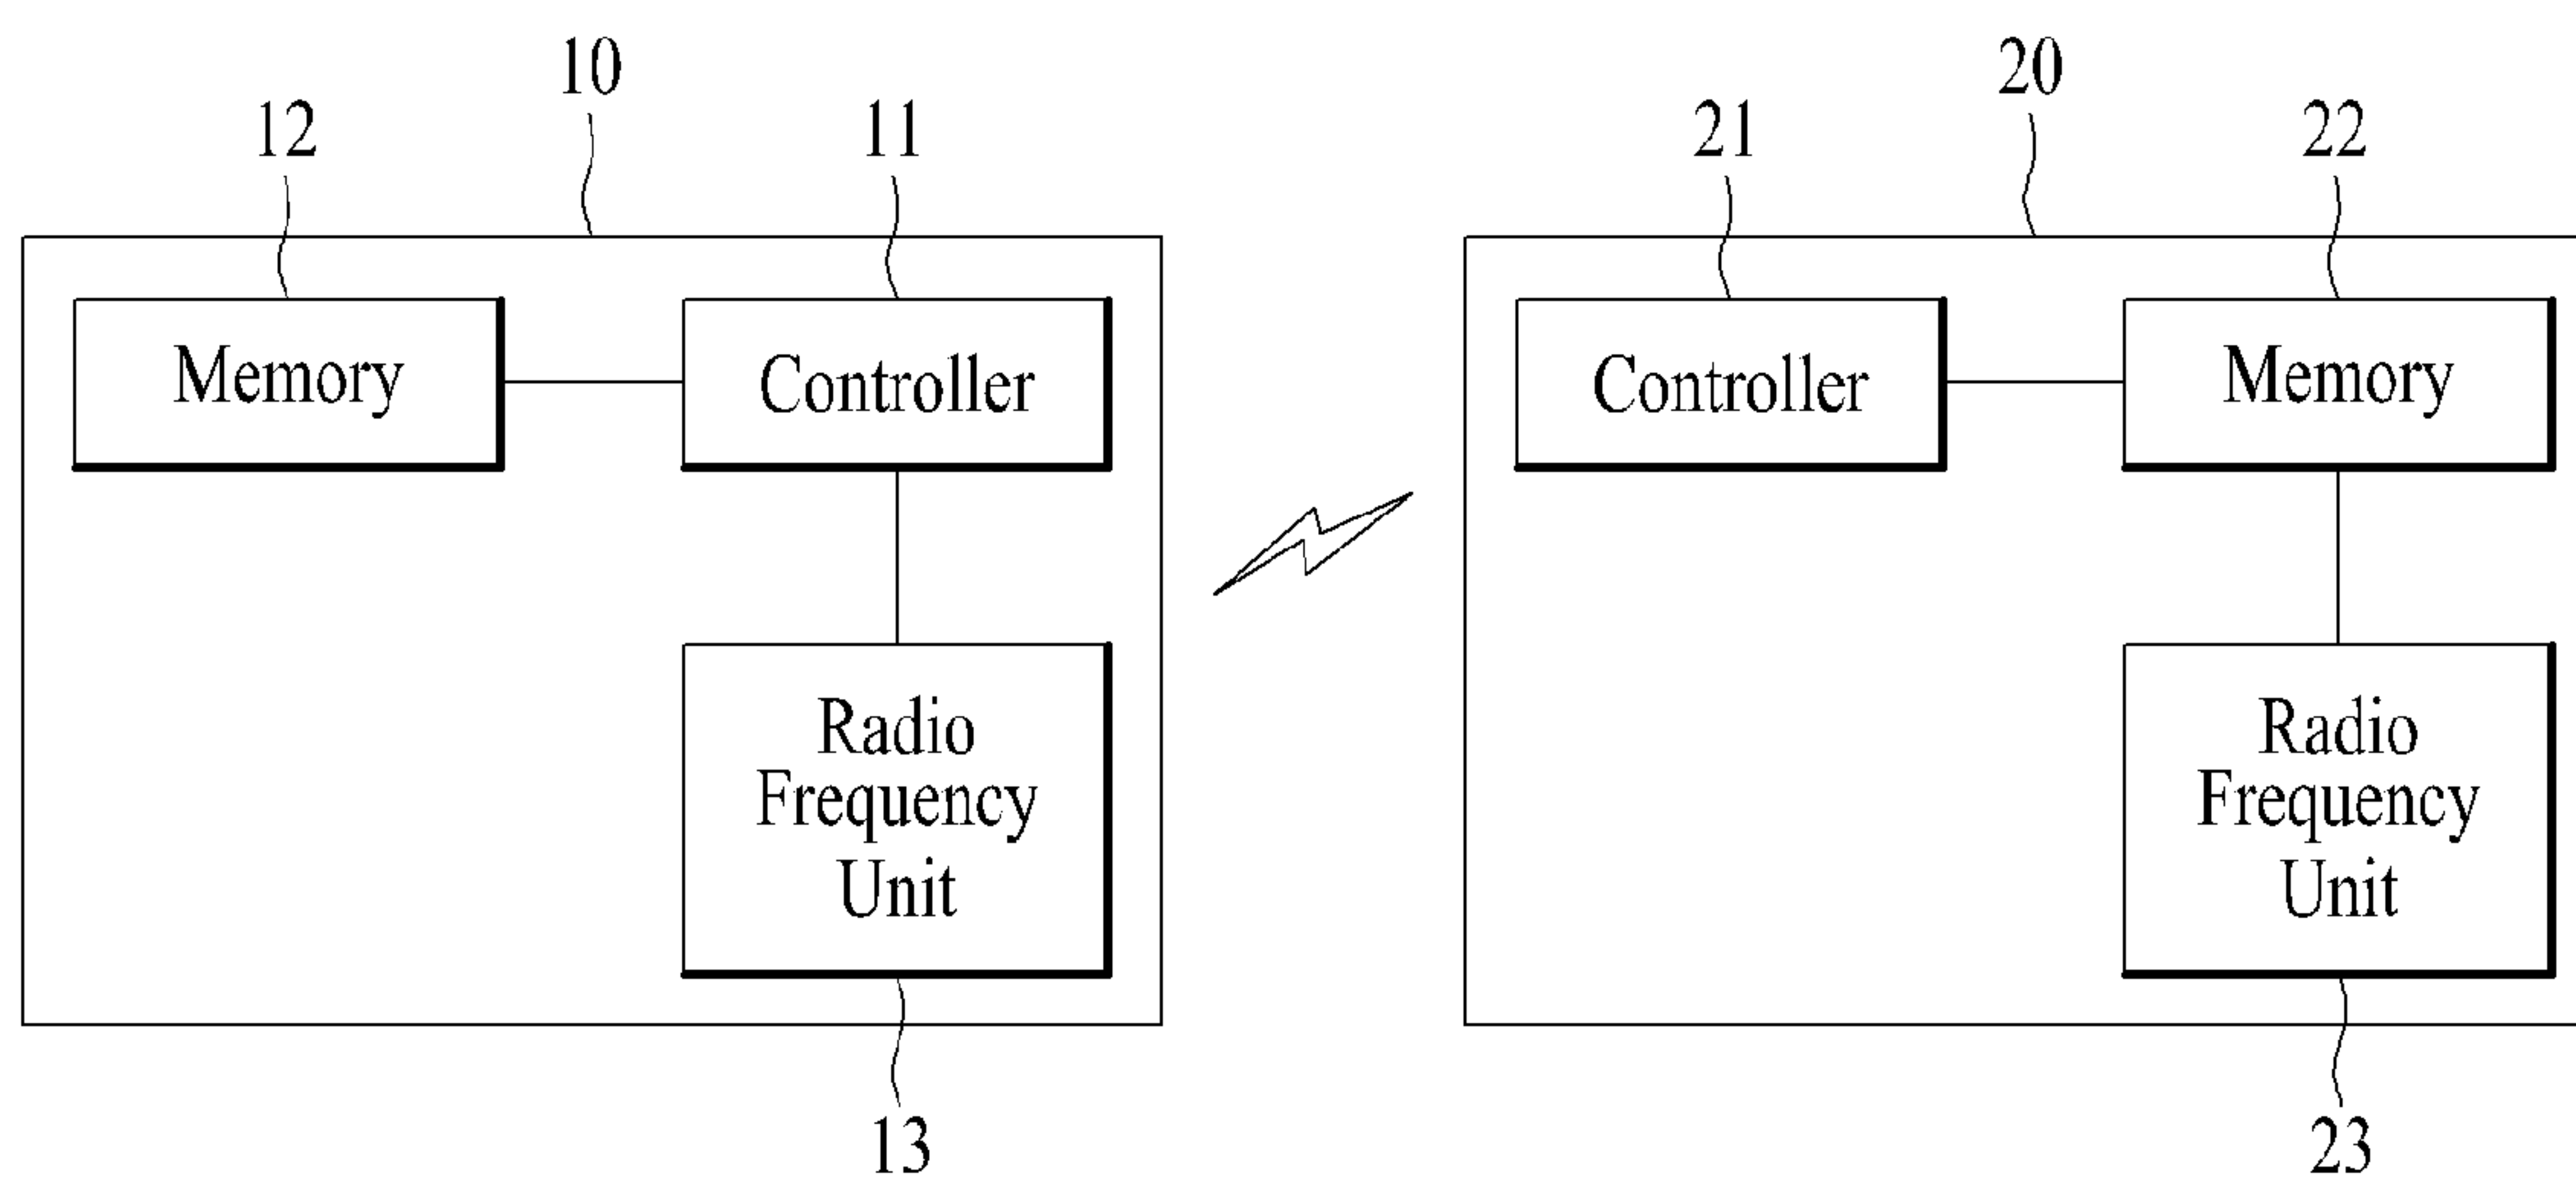 10
20
12
11
21
22
Memory
Controller
Controller
Memory
Radio
Frequency
Unit
Radio
Frequency
Unit
13
23